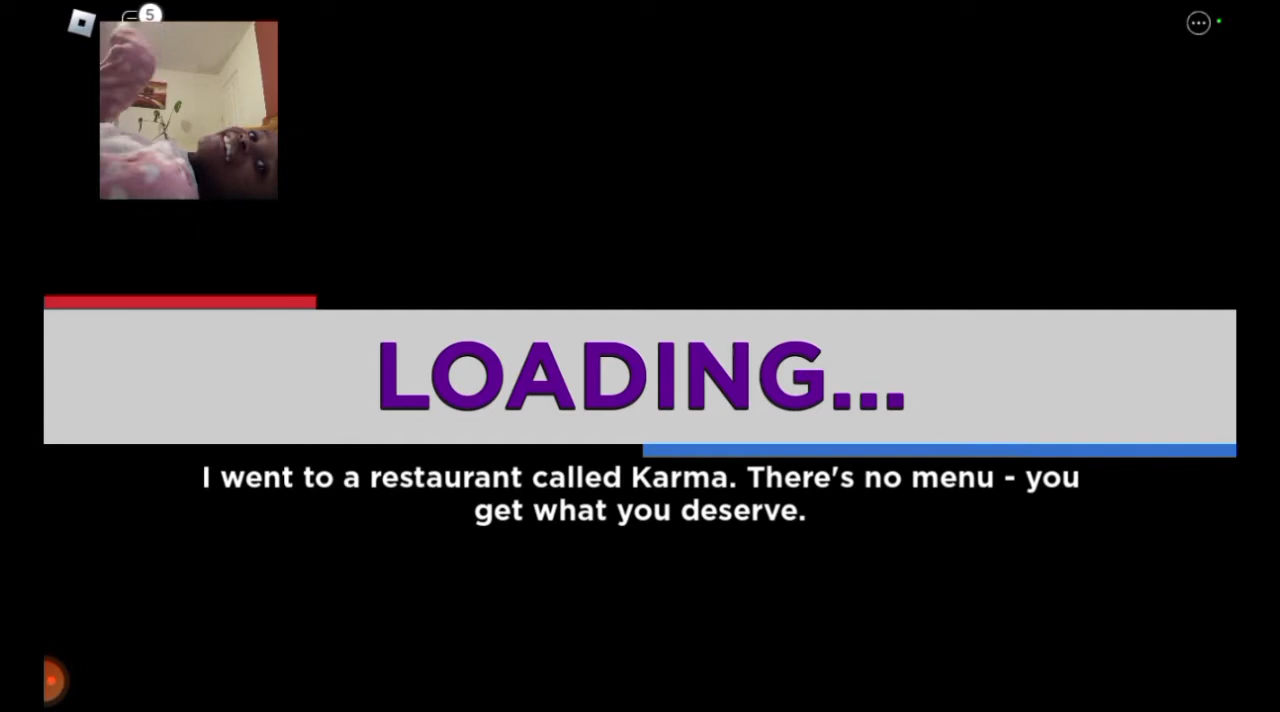 5
LOADING...
I went to a restaurant called Karma. There's no menu - you
get what you deserve.